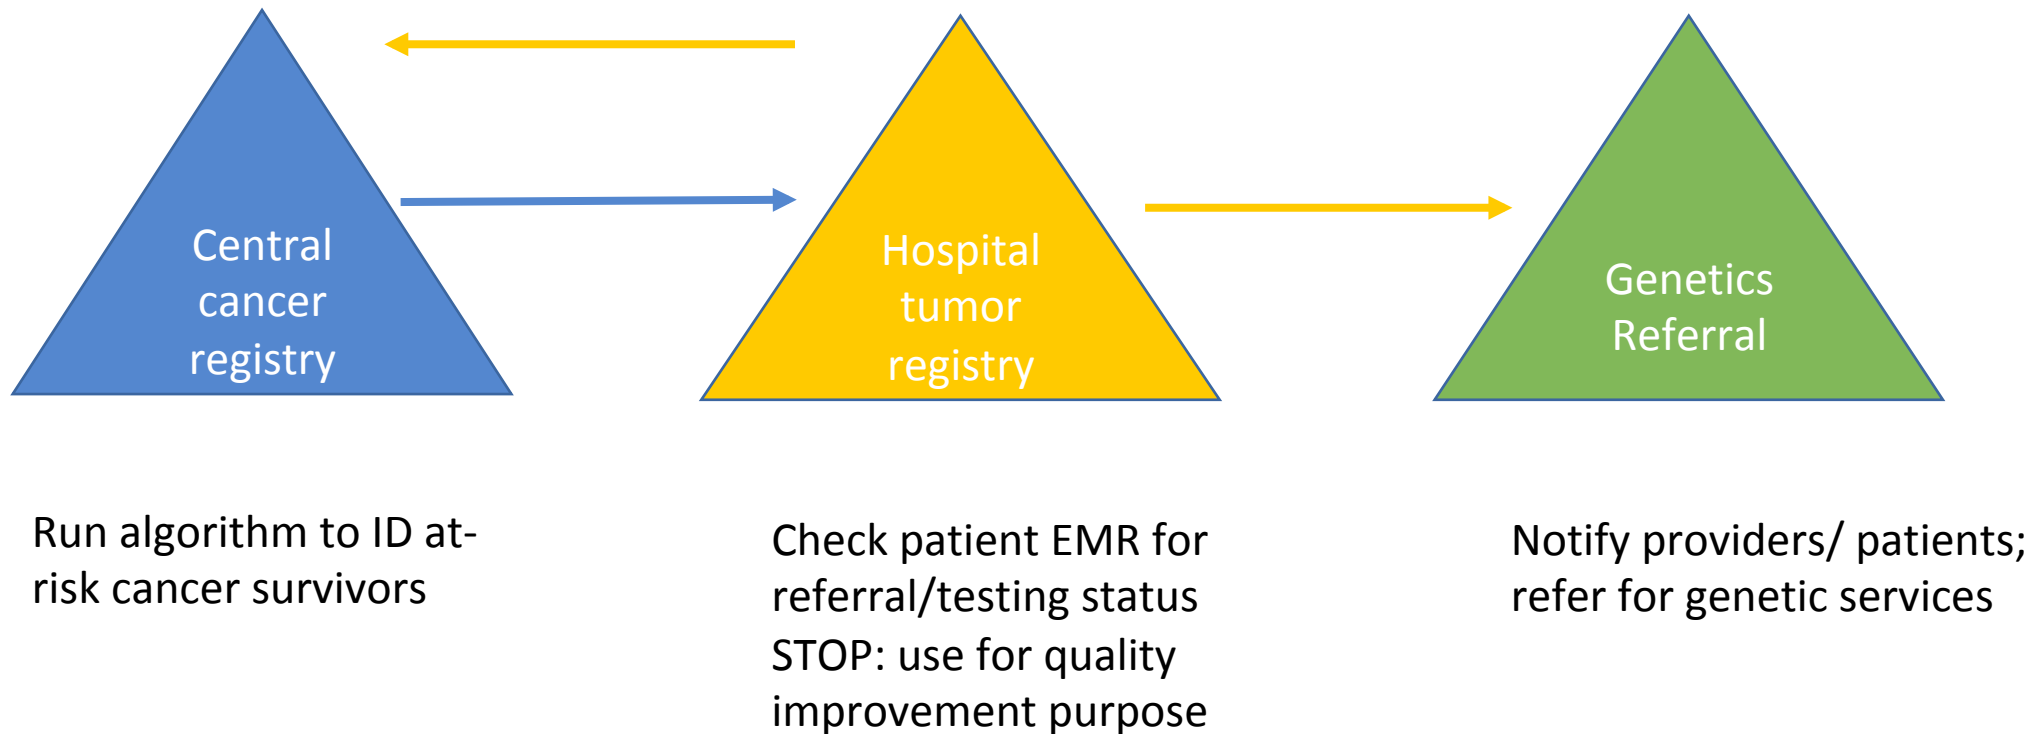 Central
cancer
registry
Hospital
tumor
registry
Genetics
Referral
Run algorithm to ID at-
risk cancer survivors
Check patient EMR for
referral/testing status
STOP: use for quality
improvement purpose
Notify providers/ patients;
refer for genetic services